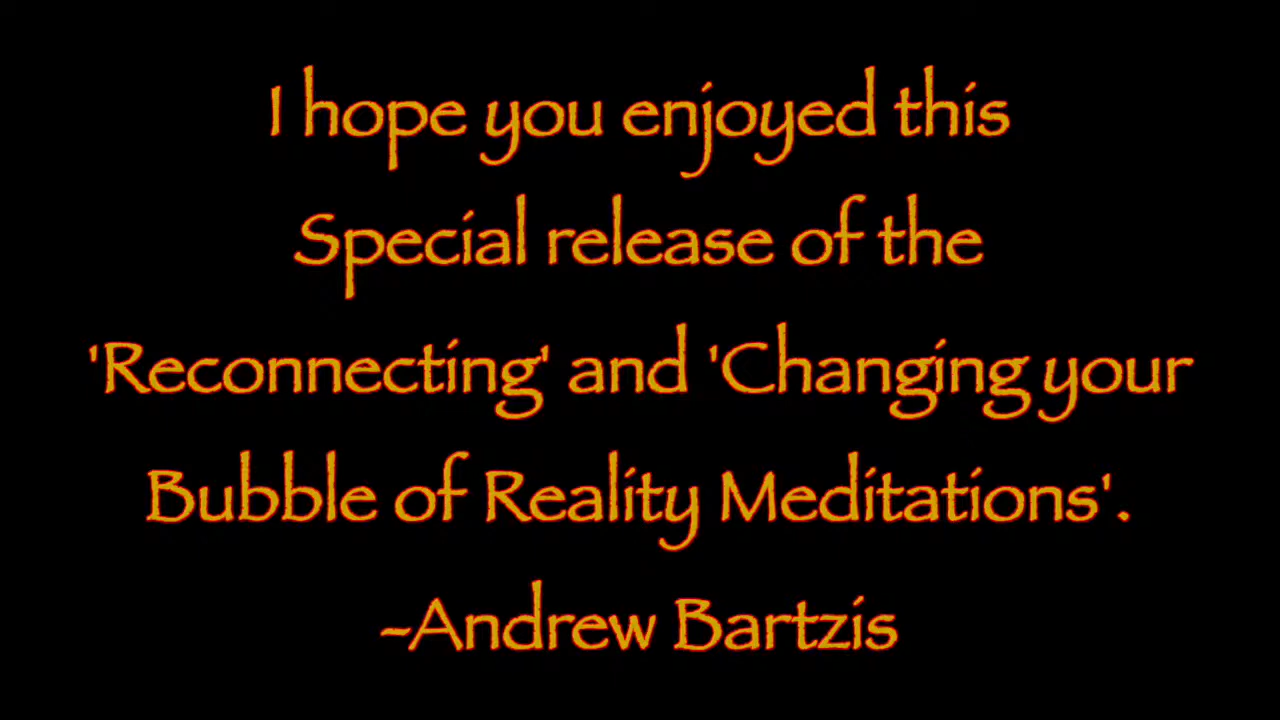 I hope you enjoyed this
Special release of the
'Reconnecting' and 'Changing your
Bubble of Reality Meditations'.
-Andrew Bartzis